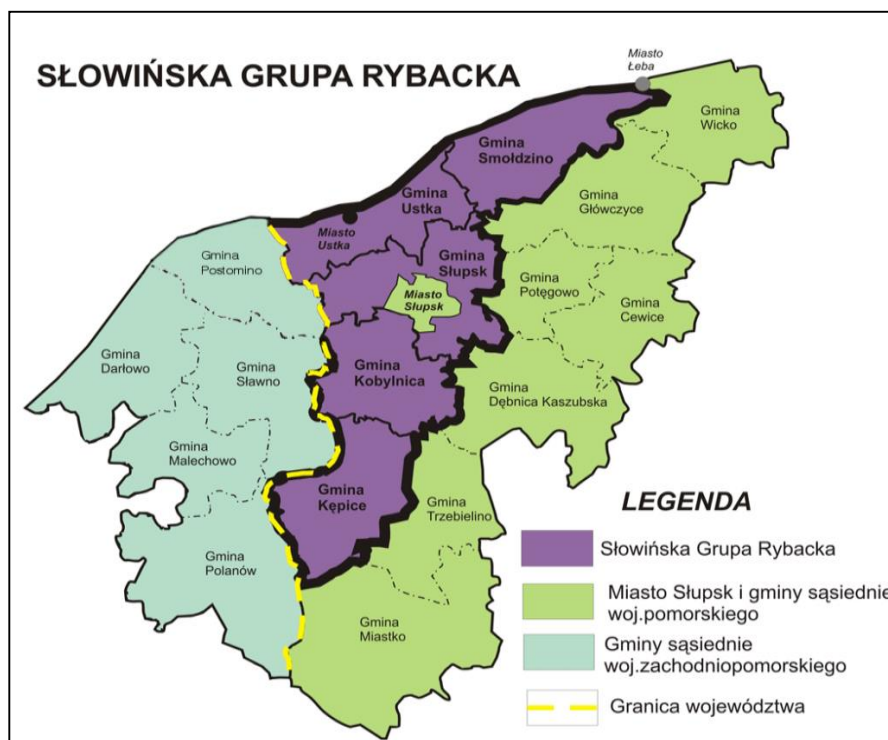 SŁOWIŃSKA GRUPA RYBACKA
Miasto
Łeba
Gmina
Wicko
Gmina
Smołdzino
Gmina
Główczyce
Gmina
Ustka
Miasto
Ustka
Gmina
Postomino
Gmina
Słupsk
Miasto
Słupsk
Gmina
Potęgowo
Gmina
Cewice
Gmina
Darłowo
Gmina
Sławno
Gmina
Kobylnica
Gmina
Dębnica Kaszubska
Gmina
Malechowo
Gmina
Kępice
Gmina
Trzebielino
Gmina
Polanów
Gmina
Miastko
LEGENDA
Słowińska Grupa Rybacka
Miasto Słupsk i gminy sąsiednie
woj.pomorskiego
Gminy sąsiednie
woj.zachodniopomorskiego
Granica województwa